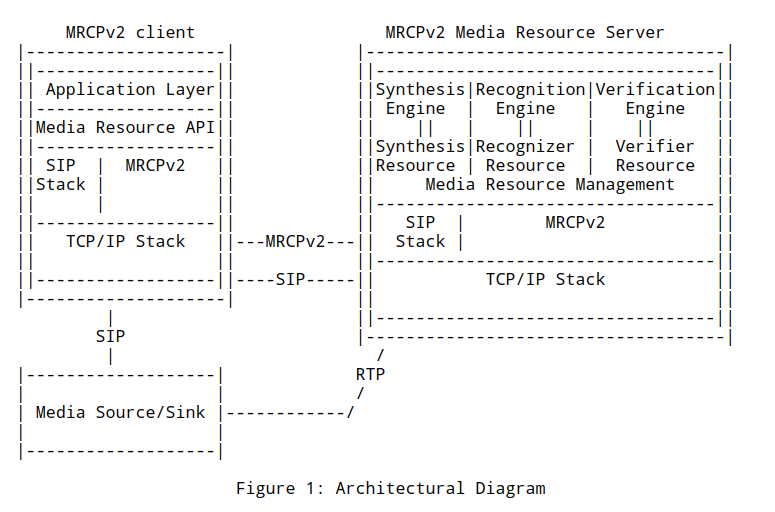 MRCPv2 client                   MRCPv2 Media Resource Server
|--------------------|            |------------------------------------|
||------------------||            ||----------------------------------||
|| Application Layer||            ||Synthesis|Recognition|Verification||
||------------------||            || Engine  |  Engine   |   Engine   ||
||Media Resource API||            ||    ||   |    ||     |    ||      ||
||------------------||            ||Synthesis|Recognizer |  Verifier  ||
|| SIP  |  MRCPv2   ||            ||Resource | Resource  |  Resource  ||
||Stack |           ||            ||     Media Resource Management    ||
||      |           ||            ||----------------------------------||
||------------------||            ||   SIP  |        MRCPv2           ||
||   TCP/IP Stack   ||---MRCPv2---||  Stack |                         ||
||                  ||            ||----------------------------------||
||------------------||----SIP-----||           TCP/IP Stack           ||
|--------------------|            ||                                  ||
         |                        ||----------------------------------||
        SIP                       |------------------------------------|
         |                          /
|-------------------|             RTP
|                   |             /
| Media Source/Sink |------------/
|                   |
|-------------------|
                      Figure 1: Architectural Diagram